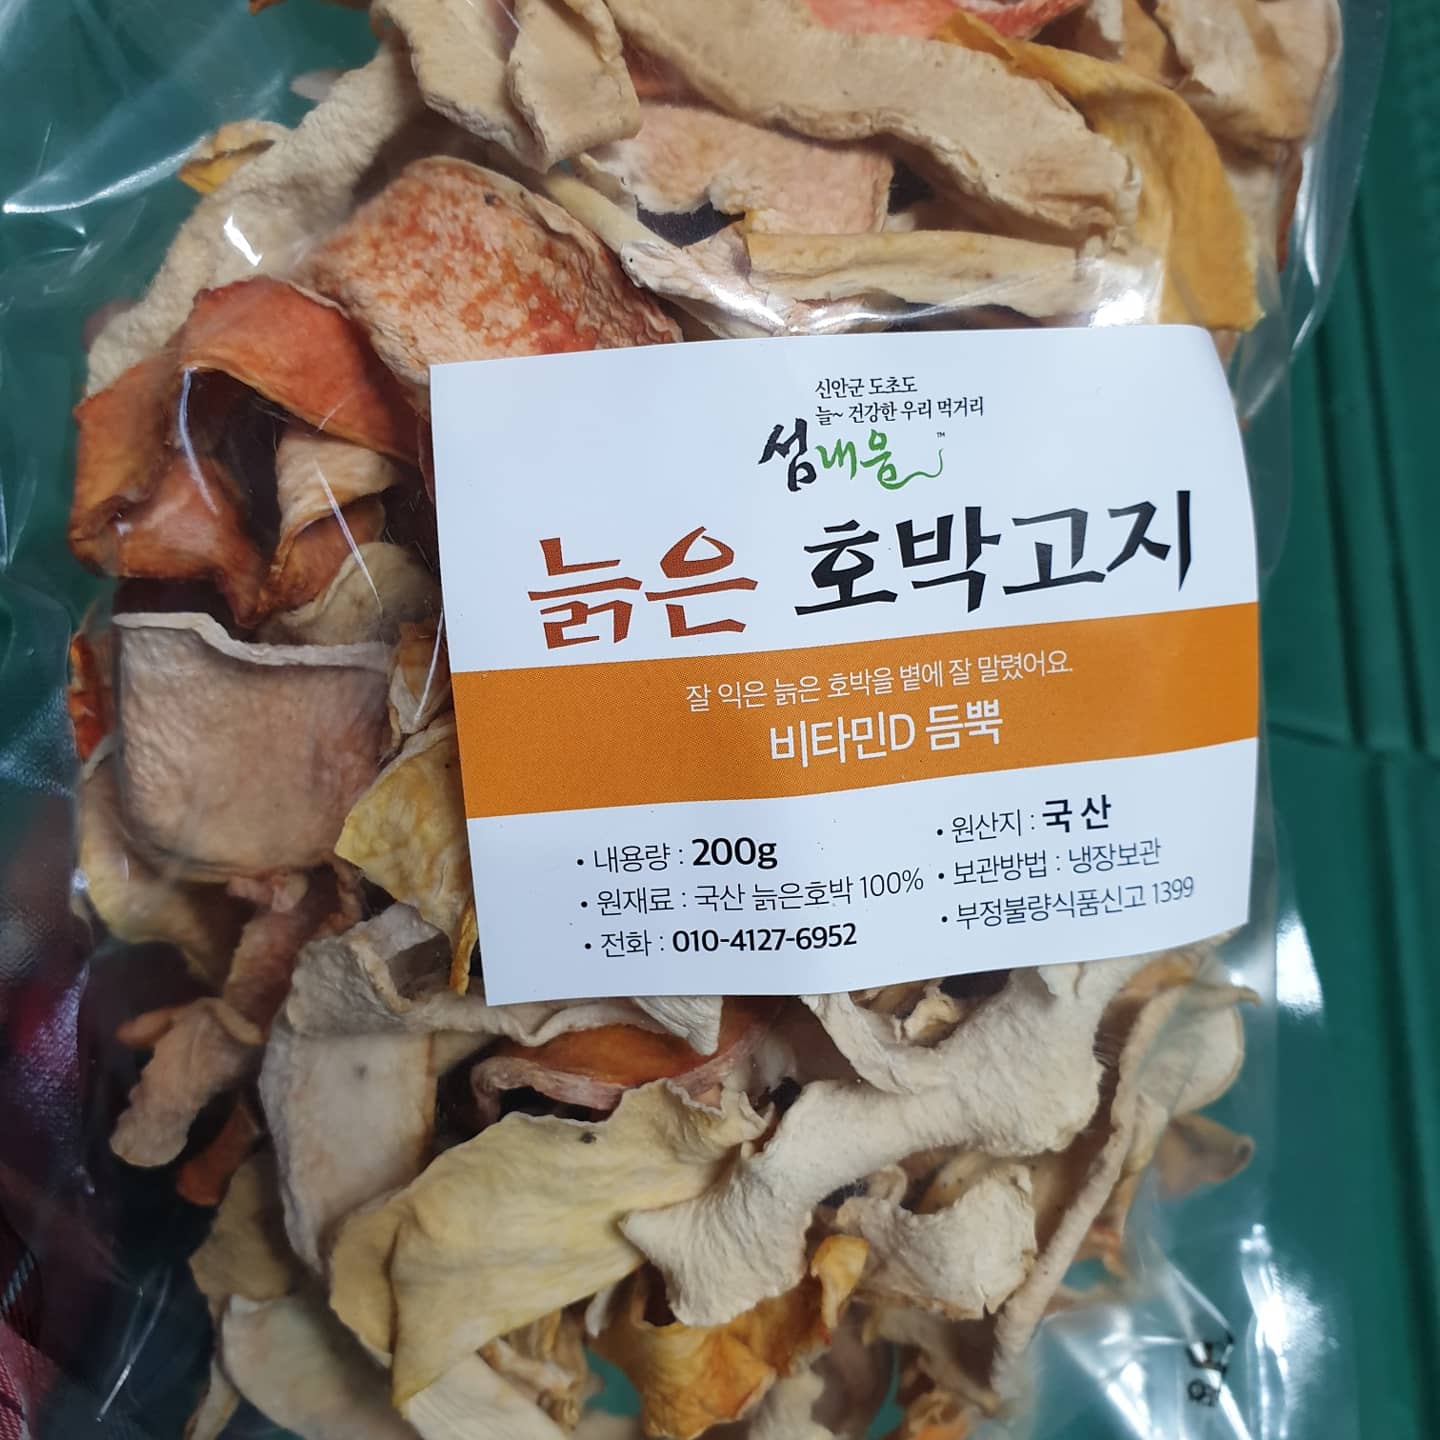 신안군 도초도
늘~ 건강한 우리 먹거리
섬내음™
늙은 호박고지
잘 익은 늙은 호박을 볕에 잘 말렸어요.
비타민D 듬뿍
• 내용량 : 200g
• 원재료 : 국산 늙은호박 100%
• 전화 : 010-4127-6952
• 원산지 : 국 산
• 보관방법 : 냉장보관
• 부정불량식품신고 1399